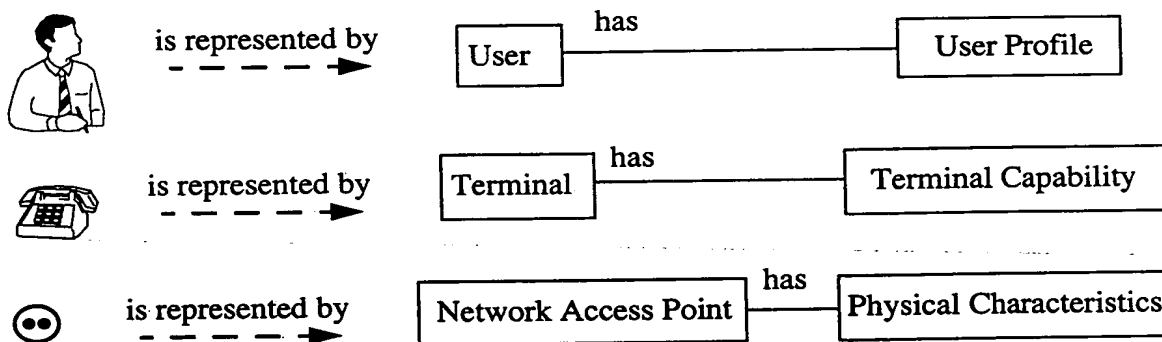 is represented by User has User Profile
is represented by Terminal has Terminal Capability
is represented by Network Access Point has Physical Characteristics